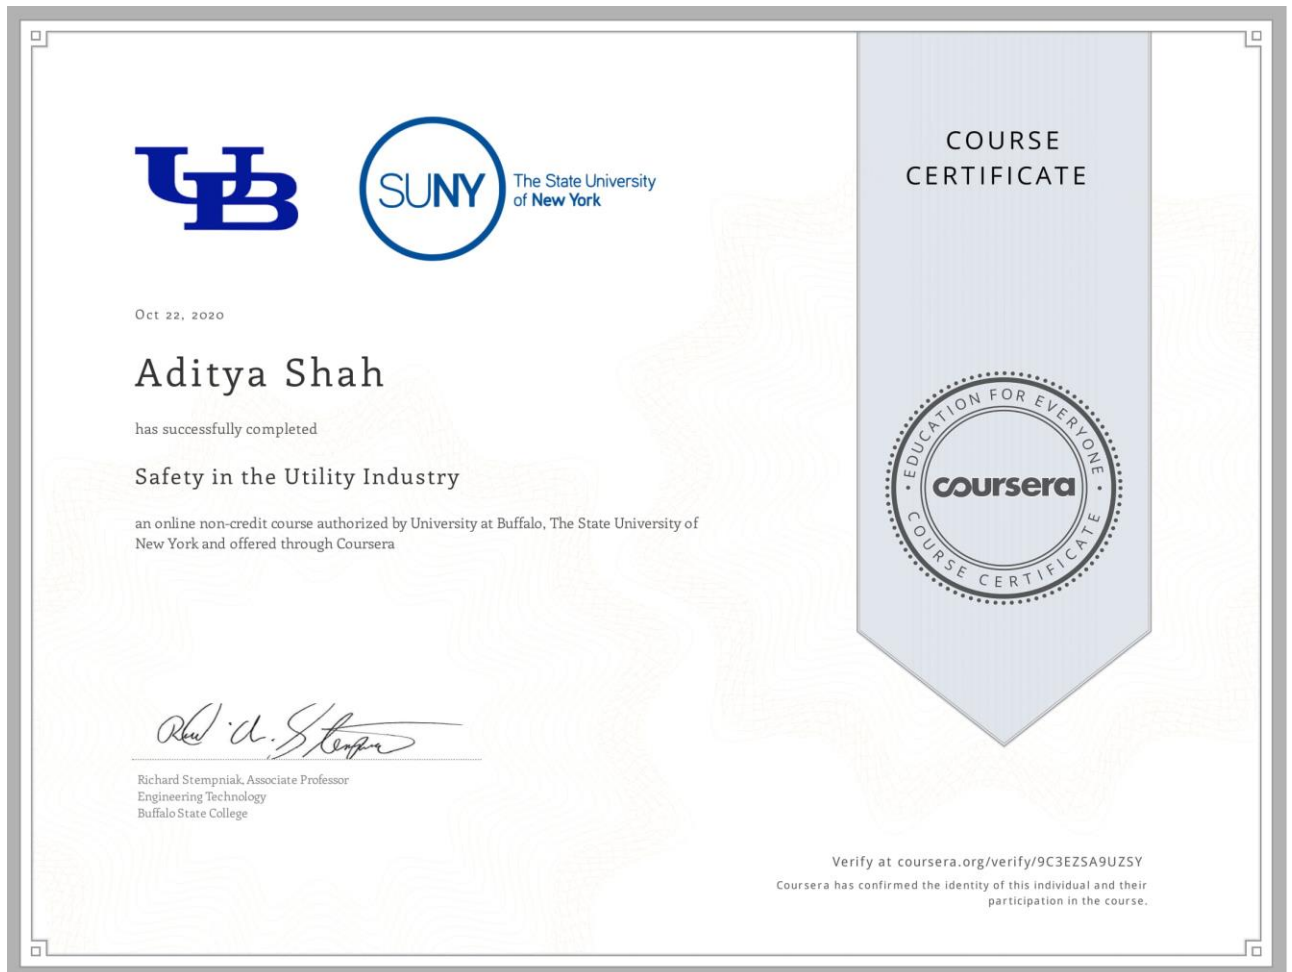 UB
SUNY
The State University
of New York
COURSE
CERTIFICATE
Oct 22, 2020
Aditya Shah
has successfully completed
Safety in the Utility Industry
an online non-credit course authorized by University at Buffalo, The State University of
New York and offered through Coursera
EDUCATION FOR EVERYONE
coursera
COURSE CERTIFICATE
Richard Stempniak, Associate Professor
Engineering Technology
Buffalo State College
Verify at coursera.org/verify/9C3EZSA9UZSY
Coursera has confirmed the identity of this individual and their
participation in the course.